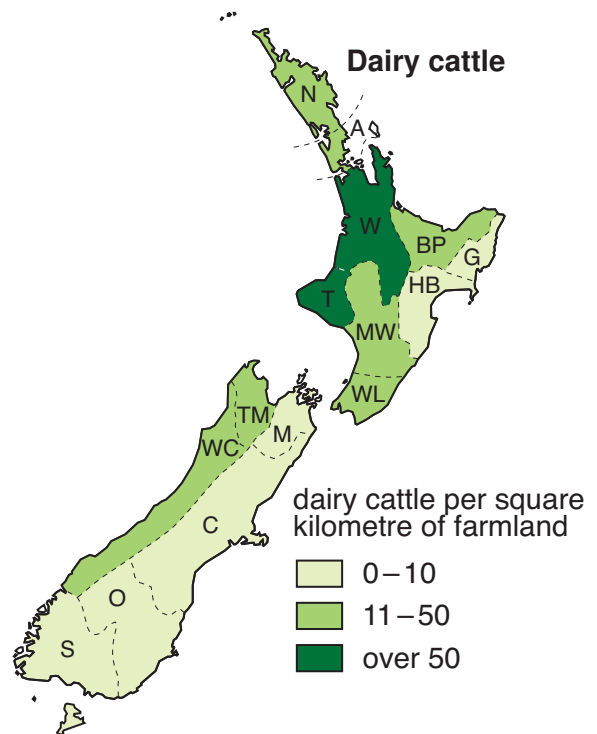 Dairy cattle
N
A
W
BP
G
HB
T
MW
WL
TM
M
WC
C
O
S
dairy cattle per square
kilometre of farmland
0–10
11–50
over 50